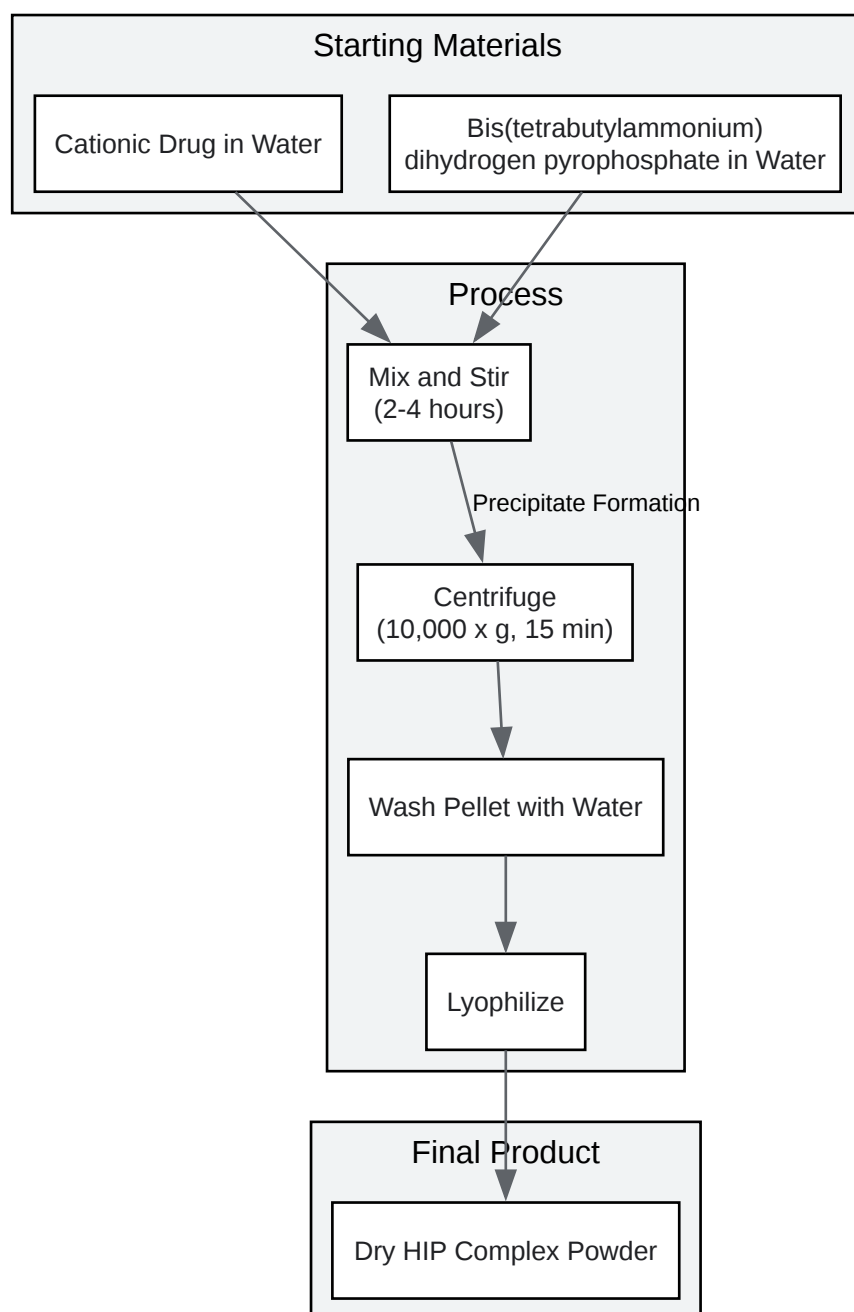 Starting Materials
Cationic Drug in Water
Bis(tetrabutylammonium)
dihydrogen pyrophosphate in Water
Process
Mix and Stir
(2-4 hours)
Precipitate Formation
Centrifuge
(10,000 x g, 15 min)
Wash Pellet with Water
Lyophilize
Final Product
Dry HIP Complex Powder